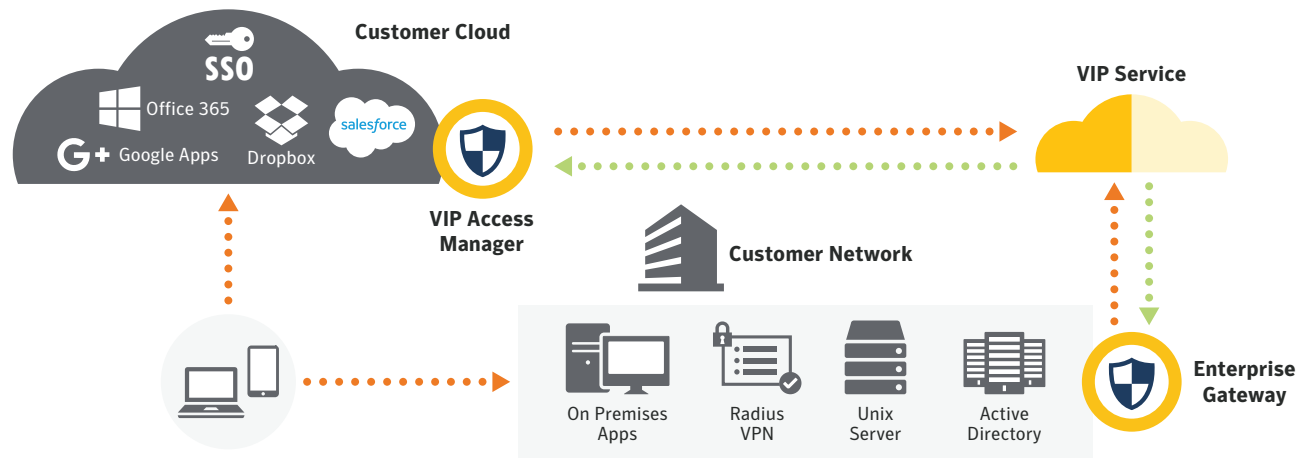 Customer Cloud
SSO
Office 365
G+ Google Apps
Dropbox
salesforce
VIP Access
Manager
VIP Service
Customer Network
On Premises
Apps
Radius
VPN
Unix
Server
Active
Directory
Enterprise
Gateway